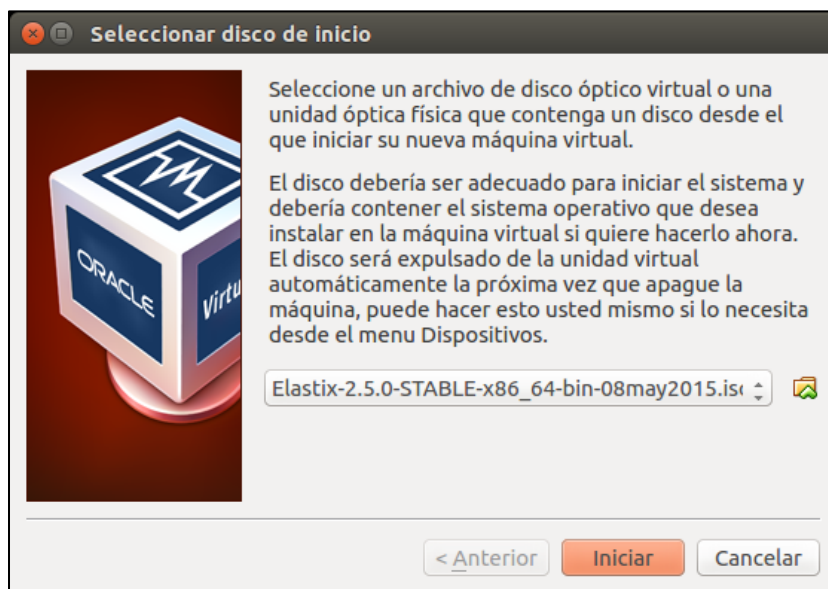 Seleccionar disco de inicio
Seleccione un archivo de disco óptico virtual o una
unidad óptica física que contenga un disco desde el
que iniciar su nueva máquina virtual.
El disco debería ser adecuado para iniciar el sistema y
debería contener el sistema operativo que desea
instalar en la máquina virtual si quiere hacerlo ahora.
El disco será expulsado de la unidad virtual
automáticamente la próxima vez que apague la
máquina, puede hacer esto usted mismo si lo necesita
desde el menu Dispositivos.
ORACLE
Virtu
Elastix-2.5.0-STABLE-x86_64-bin-08may2015.iso
< Anterior
Iniciar
Cancelar